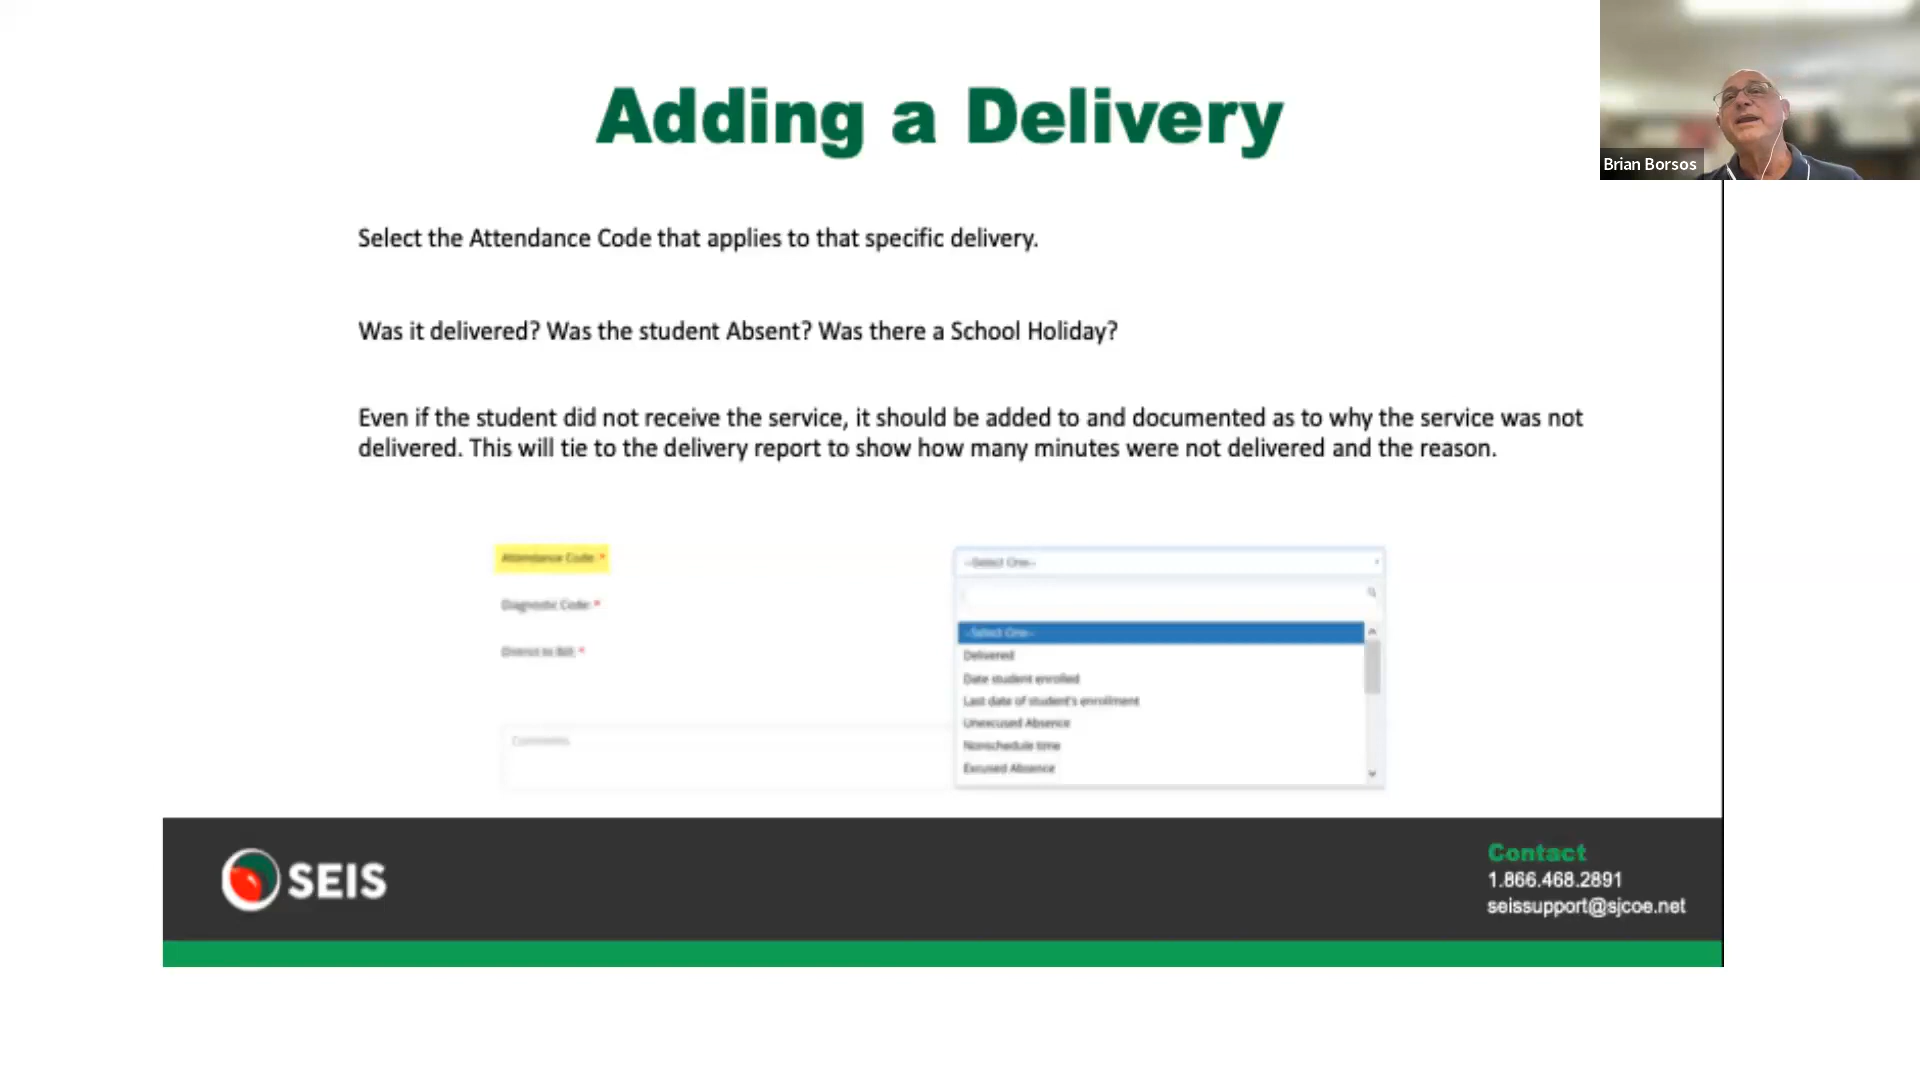 Adding a Delivery
Brian Borsos
Select the Attendance Code that applies to that specific delivery.
Was it delivered? Was the student Absent? Was there a School Holiday?
Even if the student did not receive the service, it should be added to and documented as to why the service was not
delivered. This will tie to the delivery report to show how many minutes were not delivered and the reason.
Attendance Code: *
--Select One--
Diagnostic Code: *
--Select One--
District to Bill: *
Delivered
Date student enrolled
Last date of student's enrollment
Unexcused Absence
Comments
Nonschedule time
Excused Absence
SEIS
Contact
1.866.468.2891
seissupport@sjcoe.net